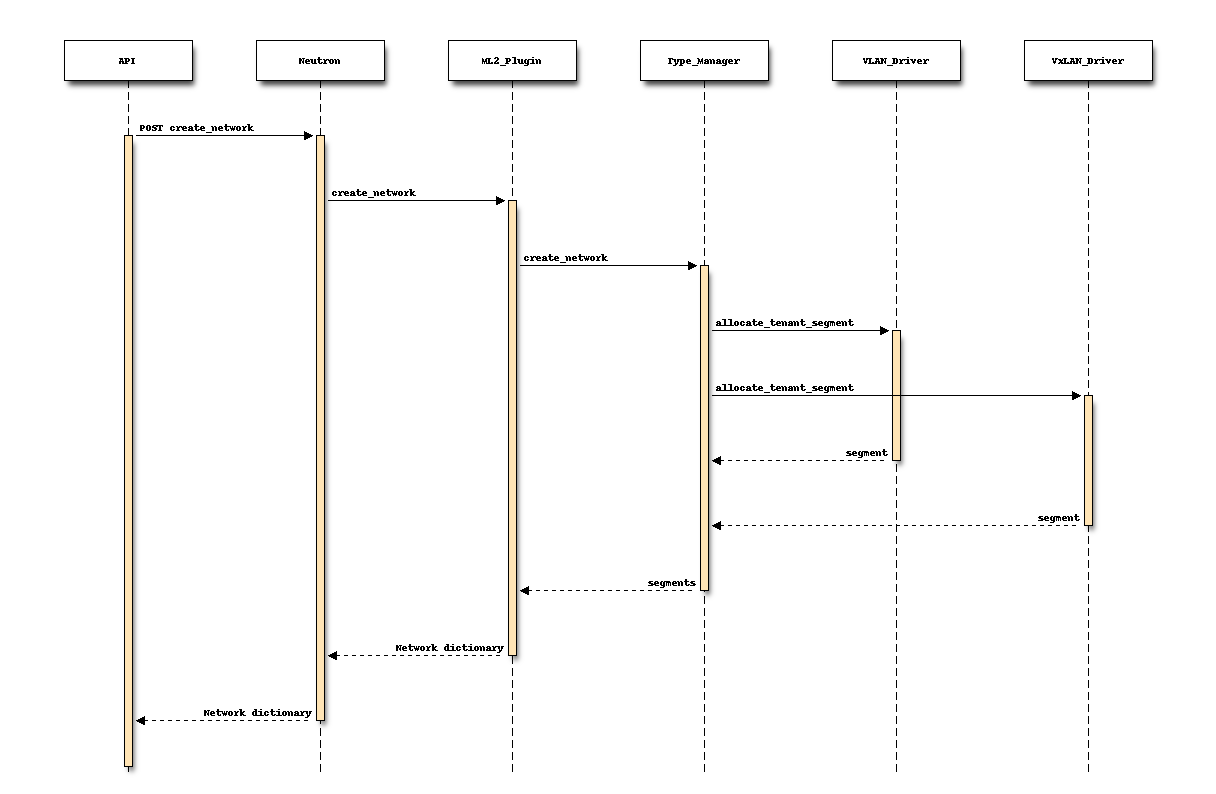 API
Neutron
ML2_Plugin
Type_Manager
VLAN_Driver
VxLAN_Driver
POST create_network
create_network
create_network
allocate_tenant_segment
allocate_tenant_segment
segment
segment
segments
Network dictionary
Network dictionary